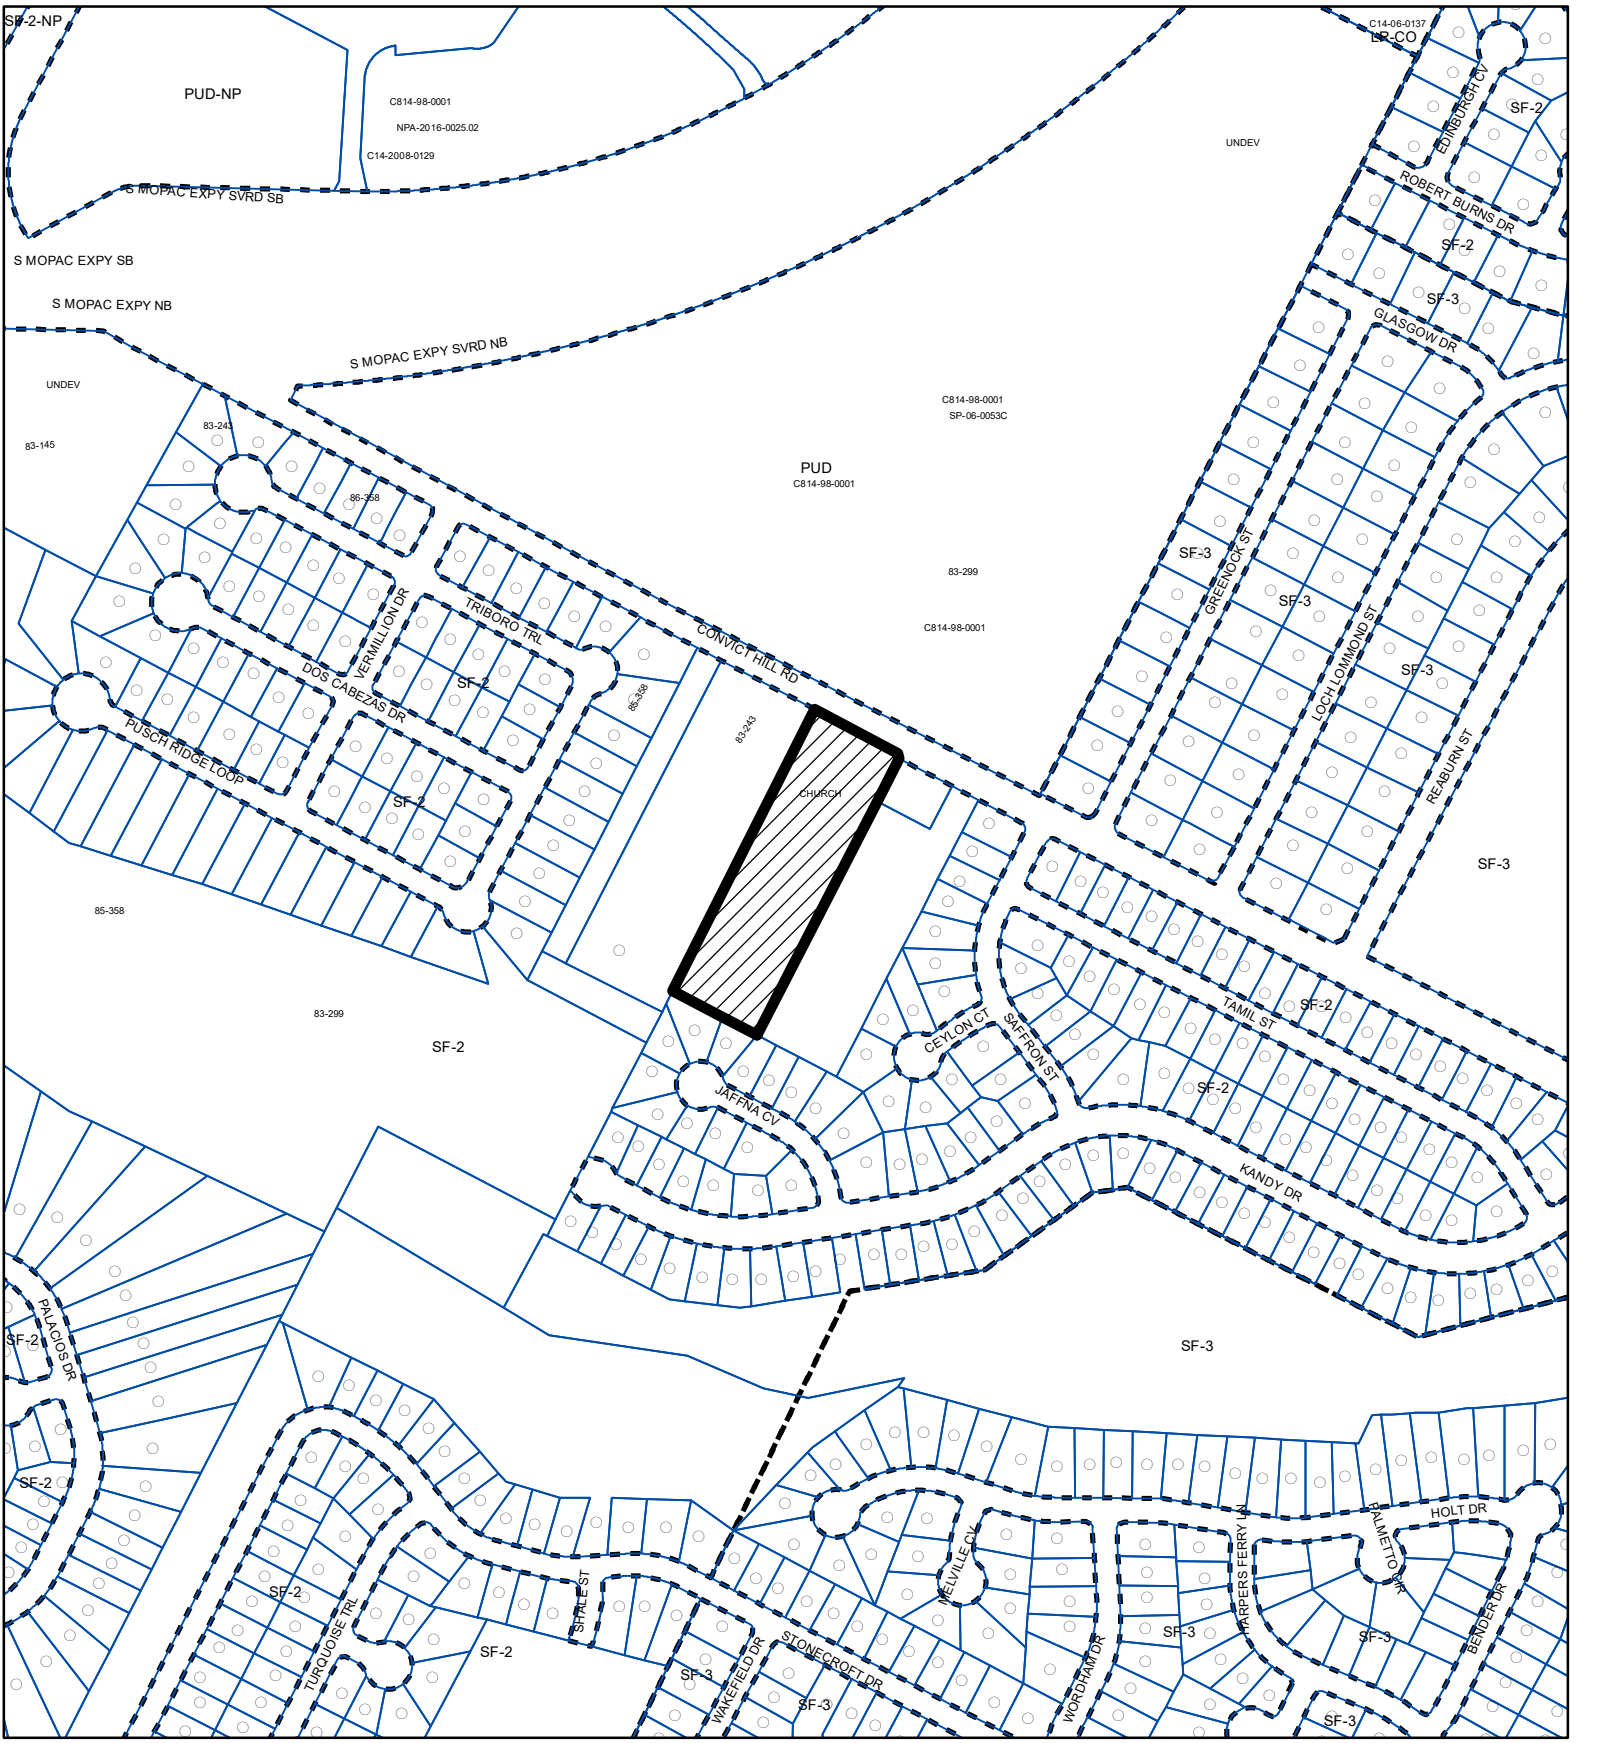 SF-2-NP
C14-06-0137
LR-CO
PUD-NP
C814-98-0001
NPA-2016-0025.02
C14-2008-0129
EDINBURGH CV
SF-2
UNDEV
S MOPAC EXPY SVRD SB
ROBERT BURNS DR
SF-2
S MOPAC EXPY SB
S MOPAC EXPY NB
SF-3
GLASGOW DR
S MOPAC EXPY SVRD NB
UNDEV
C814-98-0001
SP-06-0053C
83-243
83-145
PUD
C814-98-0001
86-358
SF-3
GREENOCK ST
83-299
SF-3
TRIBORO TRL
VERMILLION DR
C814-98-0001
CONVICT HILL RD
LOCH LOMMOND ST
SF-3
DOS CABEZAS DR
SF-2
85-358
83-243
PUSCH RIDGE LOOP
REABURN ST
CHURCH
SF-2
SF-3
85-358
83-299
SF-2
CEYLON CT
SAFFRON ST
TAMIL ST
SF-2
SF-2
JAFFNA CV
KANDY DR
PALACIOS DR
SF-2
SF-3
SF-2
HOLT DR
PALMETTO CIR
HARPERS FERRY LN
MELVILLE CV
SF-2
SHALE ST
TURQUOISE TRL
BENDER DR
SF-3
SF-3
SF-2
STONECROFT DR
WAKEFIELD DR
WORDHAM DR
SF-3
SF-3
SF-3